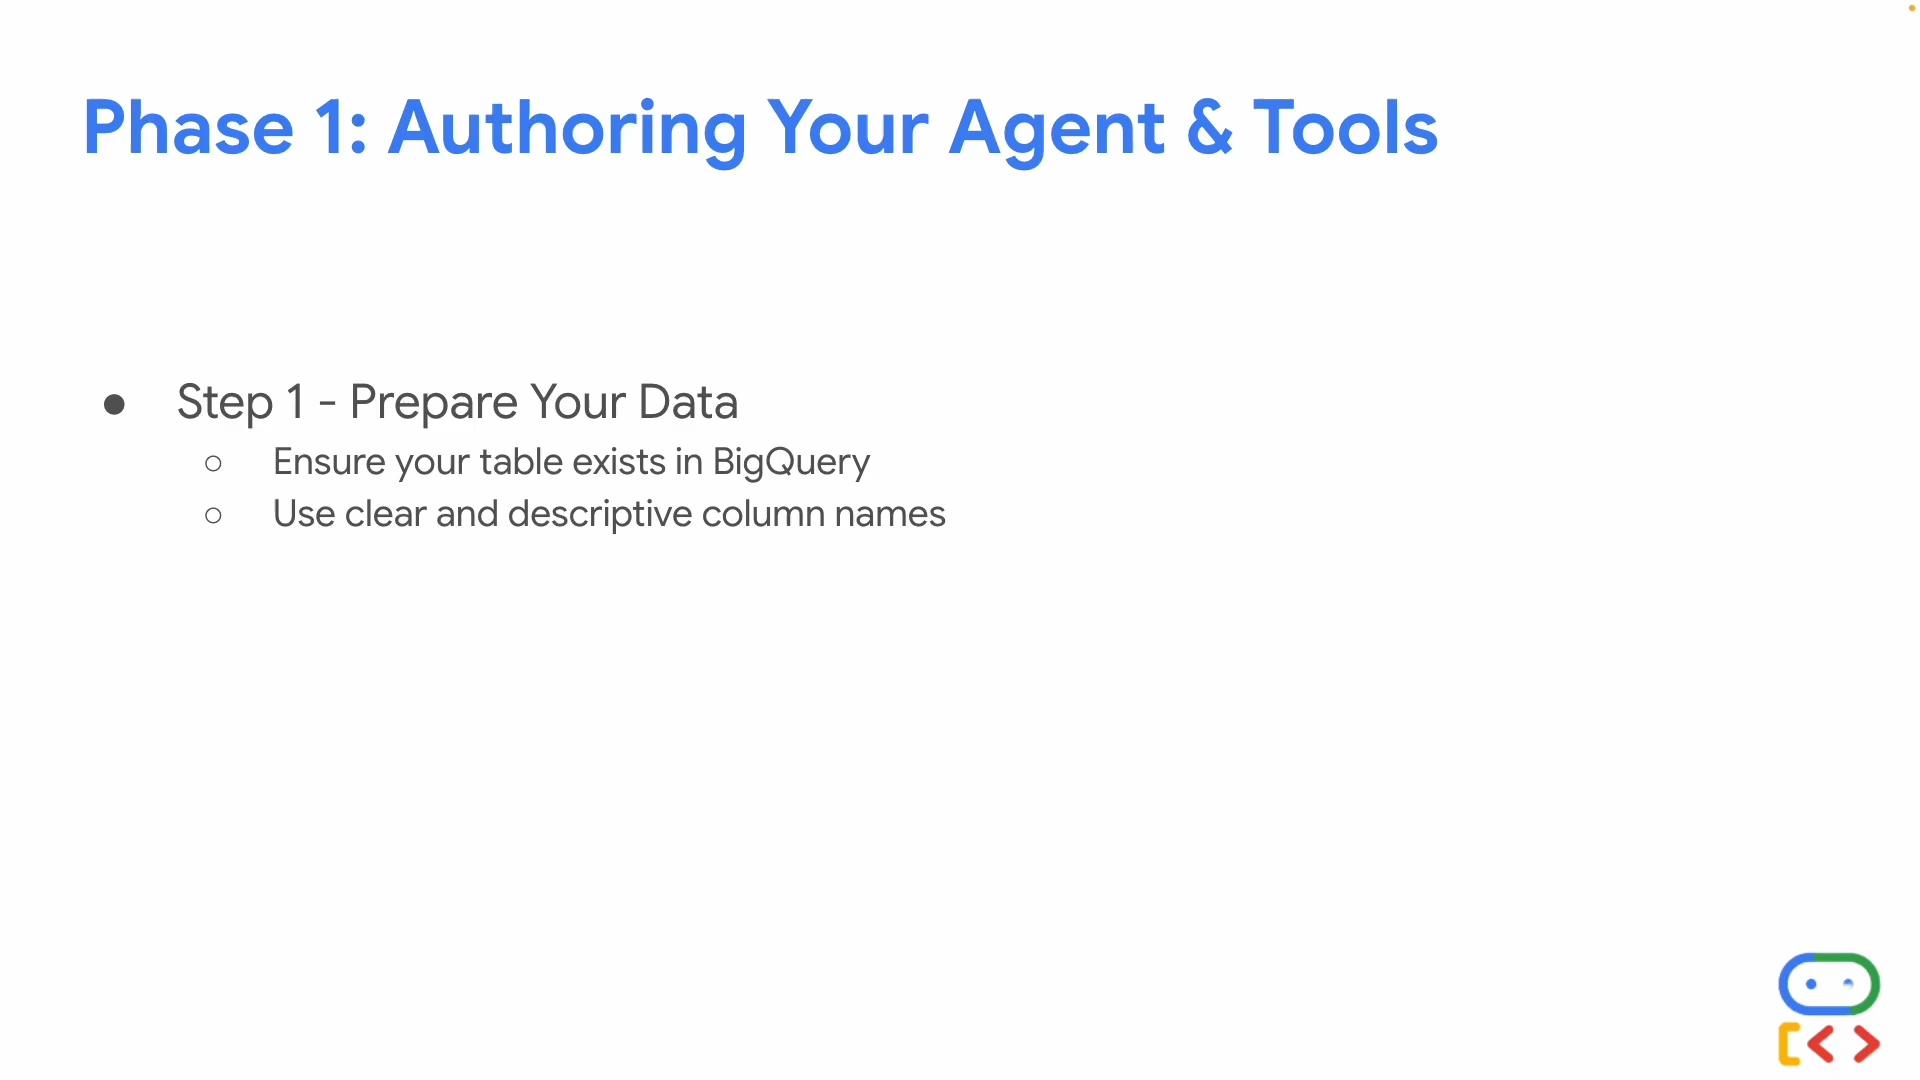 Phase 1: Authoring Your Agent & Tools
● Step 1 - Prepare Your Data
○ Ensure your table exists in BigQuery
○ Use clear and descriptive column names